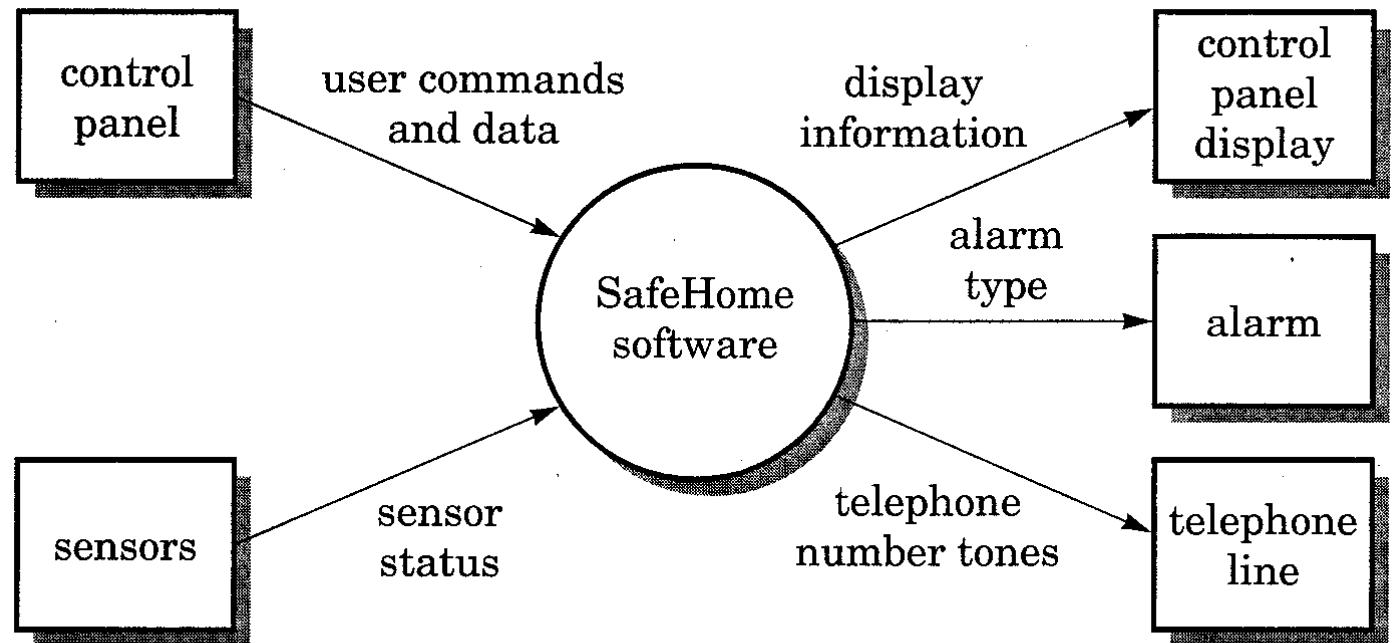 control
panel
user commands
and data
display
information
control
panel
display
SafeHome
software
alarm
type
alarm
sensors
sensor
status
telephone
number tones
telephone
line